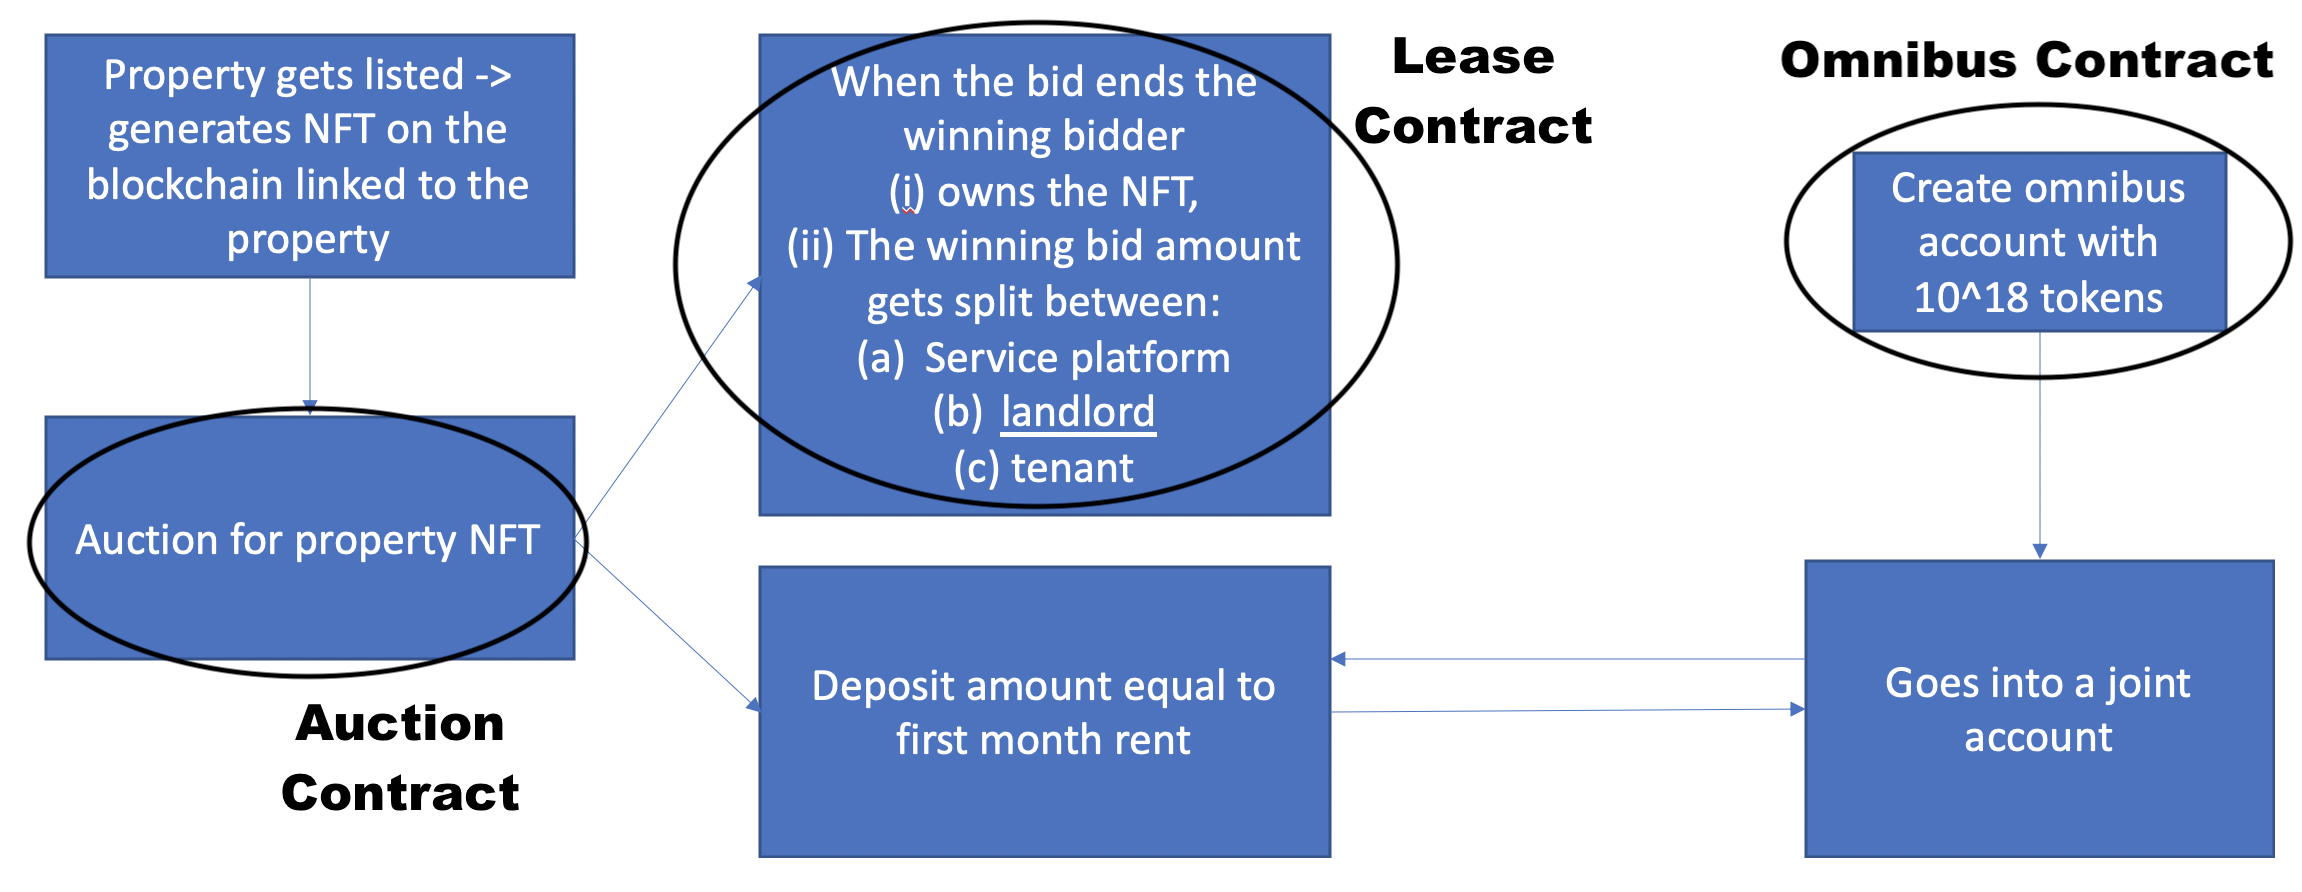 Property gets listed ->
generates NFT on the
blockchain linked to the
property
Auction for property NFT
Auction
Contract
When the bid ends the
winning bidder
(i) owns the NFT,
(ii) The winning bid amount
gets split between:
(a) Service platform
(b) landlord
(c) tenant
Lease
Contract
Deposit amount equal to
first month rent
Omnibus Contract
Create omnibus
account with
10^18 tokens
Goes into a joint
account